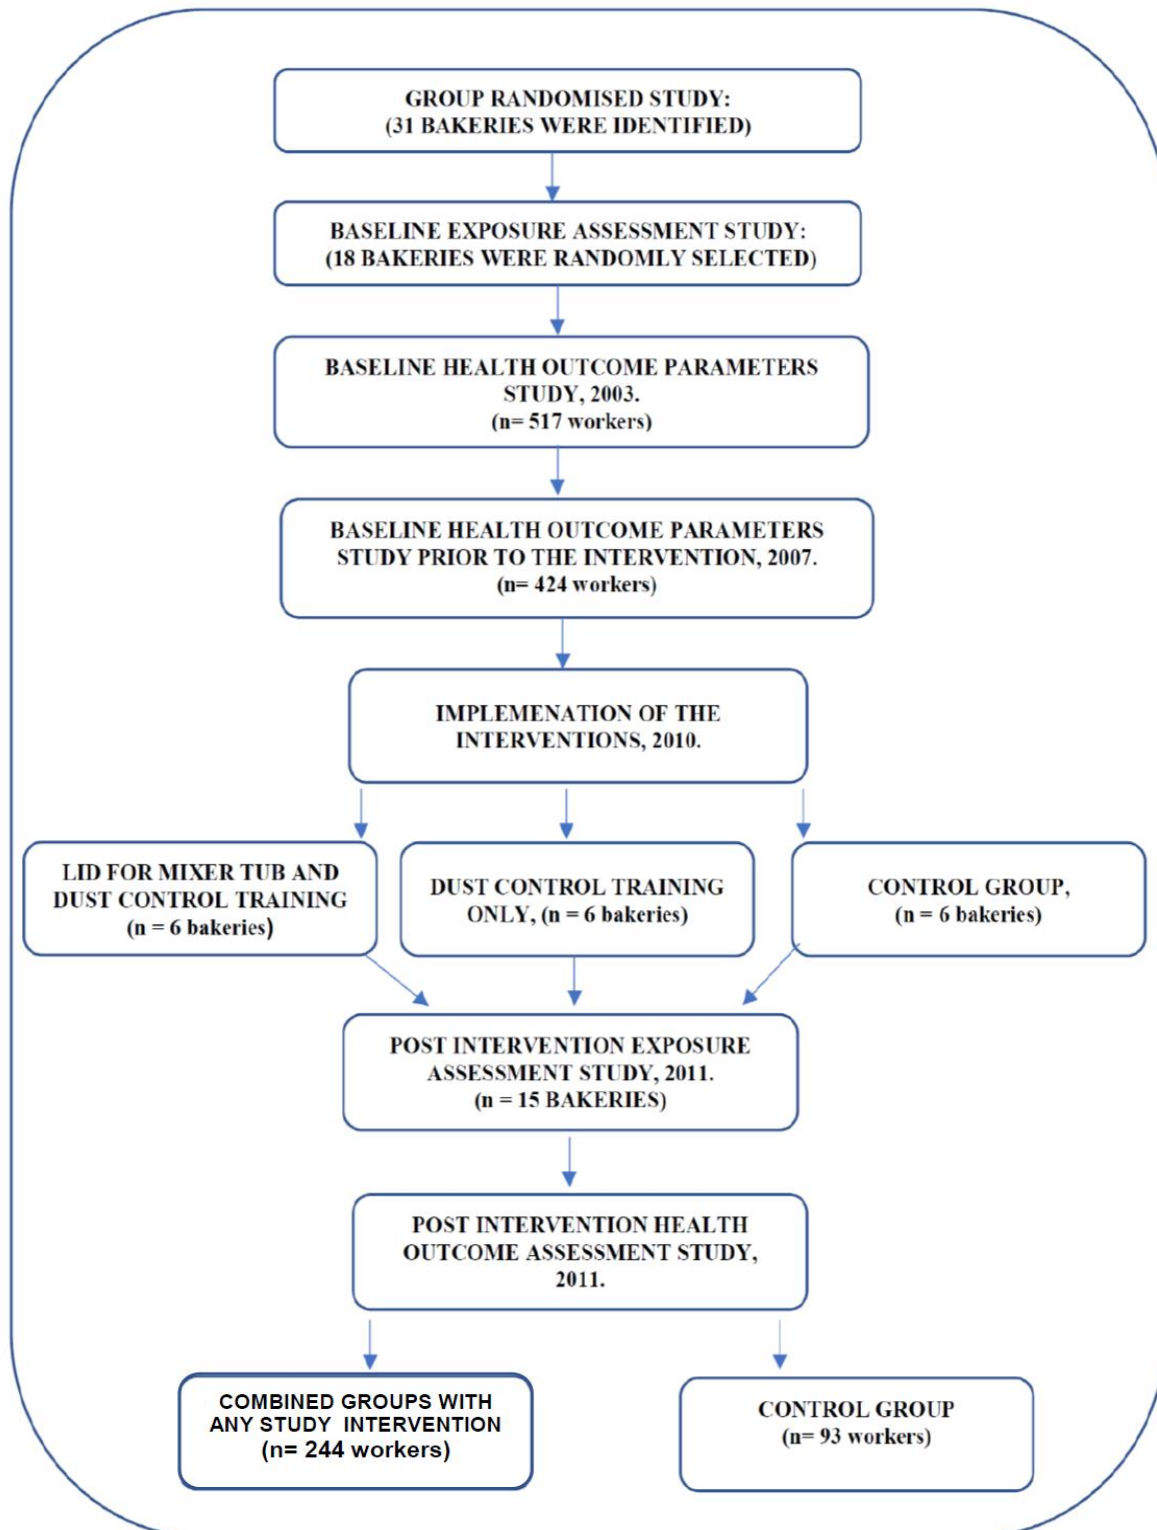 GROUP RANDOMISED STUDY:
(31 BAKERIES WERE IDENTIFIED)
BASELINE EXPOSURE ASSESSMENT STUDY:
(18 BAKERIES WERE RANDOMLY SELECTED)
BASELINE HEALTH OUTCOME PARAMETERS
STUDY, 2003.
(n= 517 workers)
BASELINE HEALTH OUTCOME PARAMETERS
STUDY PRIOR TO THE INTERVENTION, 2007.
(n= 424 workers)
IMPLEMENATION OF THE
INTERVENTIONS, 2010.
LID FOR MIXER TUB AND
DUST CONTROL TRAINING
(n = 6 bakeries)
DUST CONTROL TRAINING
ONLY, (n = 6 bakeries)
CONTROL GROUP,
(n = 6 bakeries)
POST INTERVENTION EXPOSURE
ASSESSMENT STUDY, 2011.
(n = 15 BAKERIES)
POST INTERVENTION HEALTH
OUTCOME ASSESSMENT STUDY,
2011.
COMBINED GROUPS WITH
ANY STUDY INTERVENTION
(n= 244 workers)
CONTROL GROUP
(n= 93 workers)